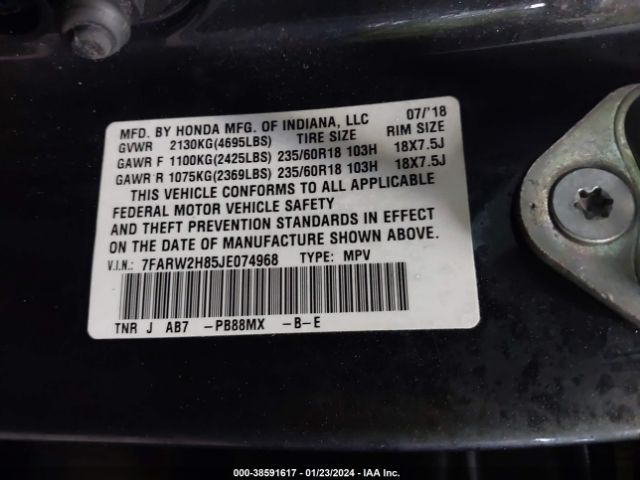 MFD. BY HONDA MFG. OF INDIANA, LLC 07/'18
GVWR 2130KG(4695LBS) TIRE SIZE RIM SIZE
GAWR F 1100KG(2425LBS) 235/60R18 103H 18X7.5J
GAWR R 1075KG(2369LBS) 235/60R18 103H 18X7.5J
THIS VEHICLE CONFORMS TO ALL APPLICABLE
FEDERAL MOTOR VEHICLE SAFETY
AND THEFT PREVENTION STANDARDS IN EFFECT
ON THE DATE OF MANUFACTURE SHOWN ABOVE.
V.I.N.: 7FARW2H85JE074968 TYPE: MPV
TNR J AB7 -PB88MX -B-E
000-38591617 - 01/23/2024 - IAA Inc.